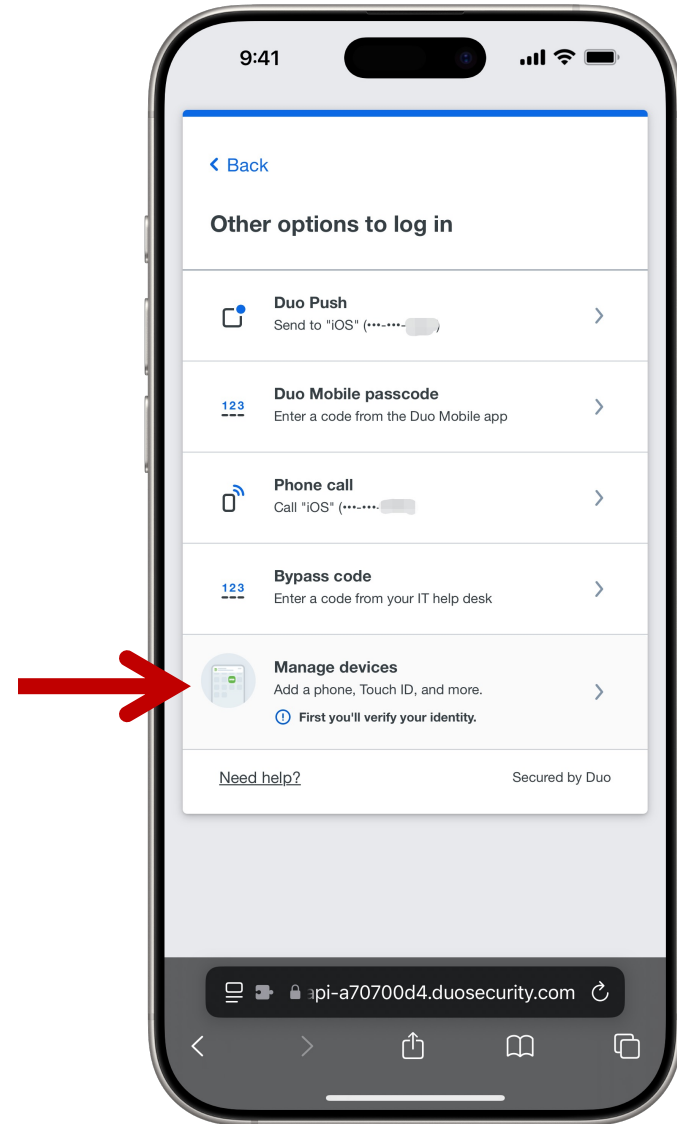 9:41
Back
Other options to log in
Duo Push
Send to "iOS" (•••-•••-)
123
Duo Mobile passcode
Enter a code from the Duo Mobile app
Phone call
Call "iOS" (•••-•••-
123
Bypass code
Enter a code from your IT help desk
Manage devices
Add a phone, Touch ID, and more.
First you'll verify your identity.
Need help?
Secured by Duo
api-a70700d4.duosecurity.com